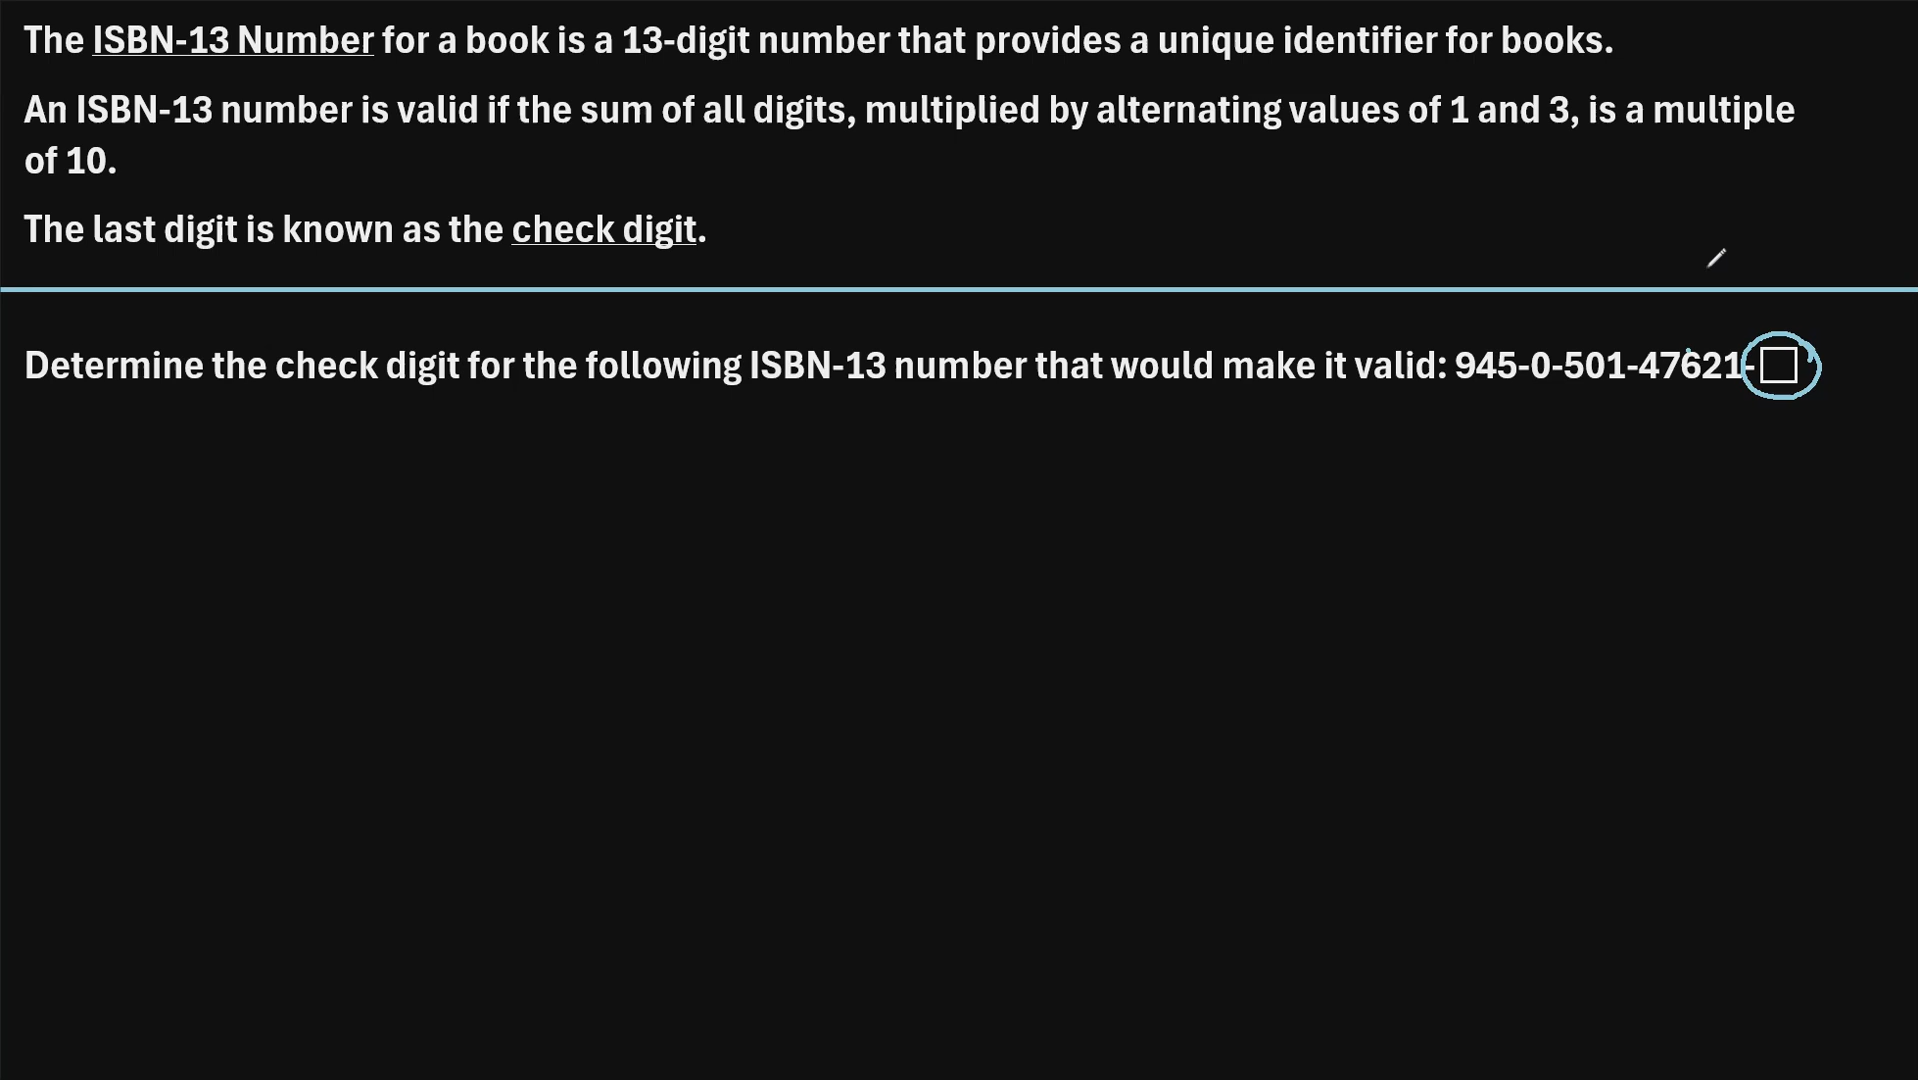 The ISBN-13 Number for a book is a 13-digit number that provides a unique identifier for books.
An ISBN-13 number is valid if the sum of all digits, multiplied by alternating values of 1 and 3, is a multiple
of 10.
The last digit is known as the check digit.
Determine the check digit for the following ISBN-13 number that would make it valid: 945-0-501-47621-□